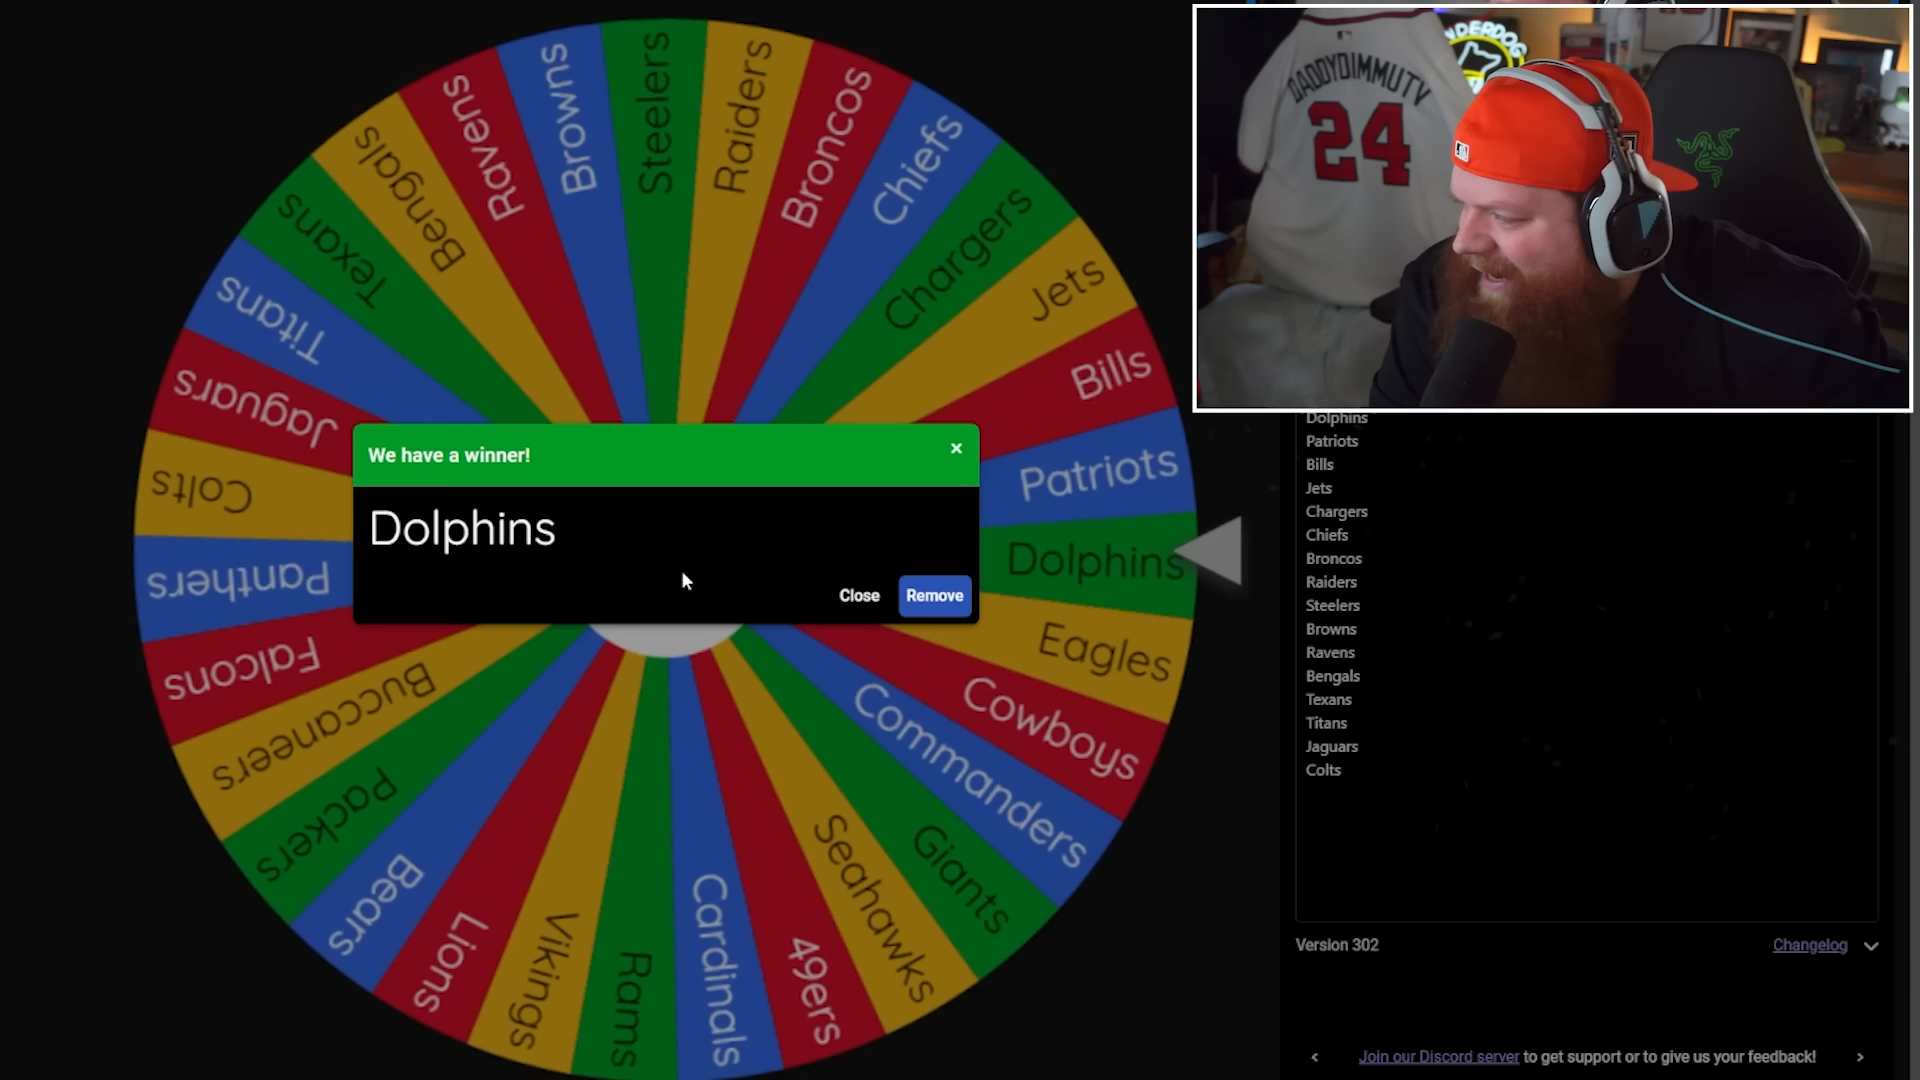 Steelers
Raiders
Broncos
Chiefs
Chargers
Jets
Bills
Patriots
Dolphins
Eagles
Cowboys
Commanders
Giants
Seahawks
49ers
Cardinals
Rams
Vikings
Lions
Bears
Packers
Buccaneers
Falcons
Panthers
Colts
Jaguars
Titans
Texans
Bengals
Ravens
Browns
We have a winner!
×
Dolphins
Close
Remove
DADDYDIMMUTV
24
Dolphins
Patriots
Bills
Jets
Chargers
Chiefs
Broncos
Raiders
Steelers
Browns
Ravens
Bengals
Texans
Titans
Jaguars
Colts
Version 302
Changelog
Join our Discord server to get support or to give us your feedback!